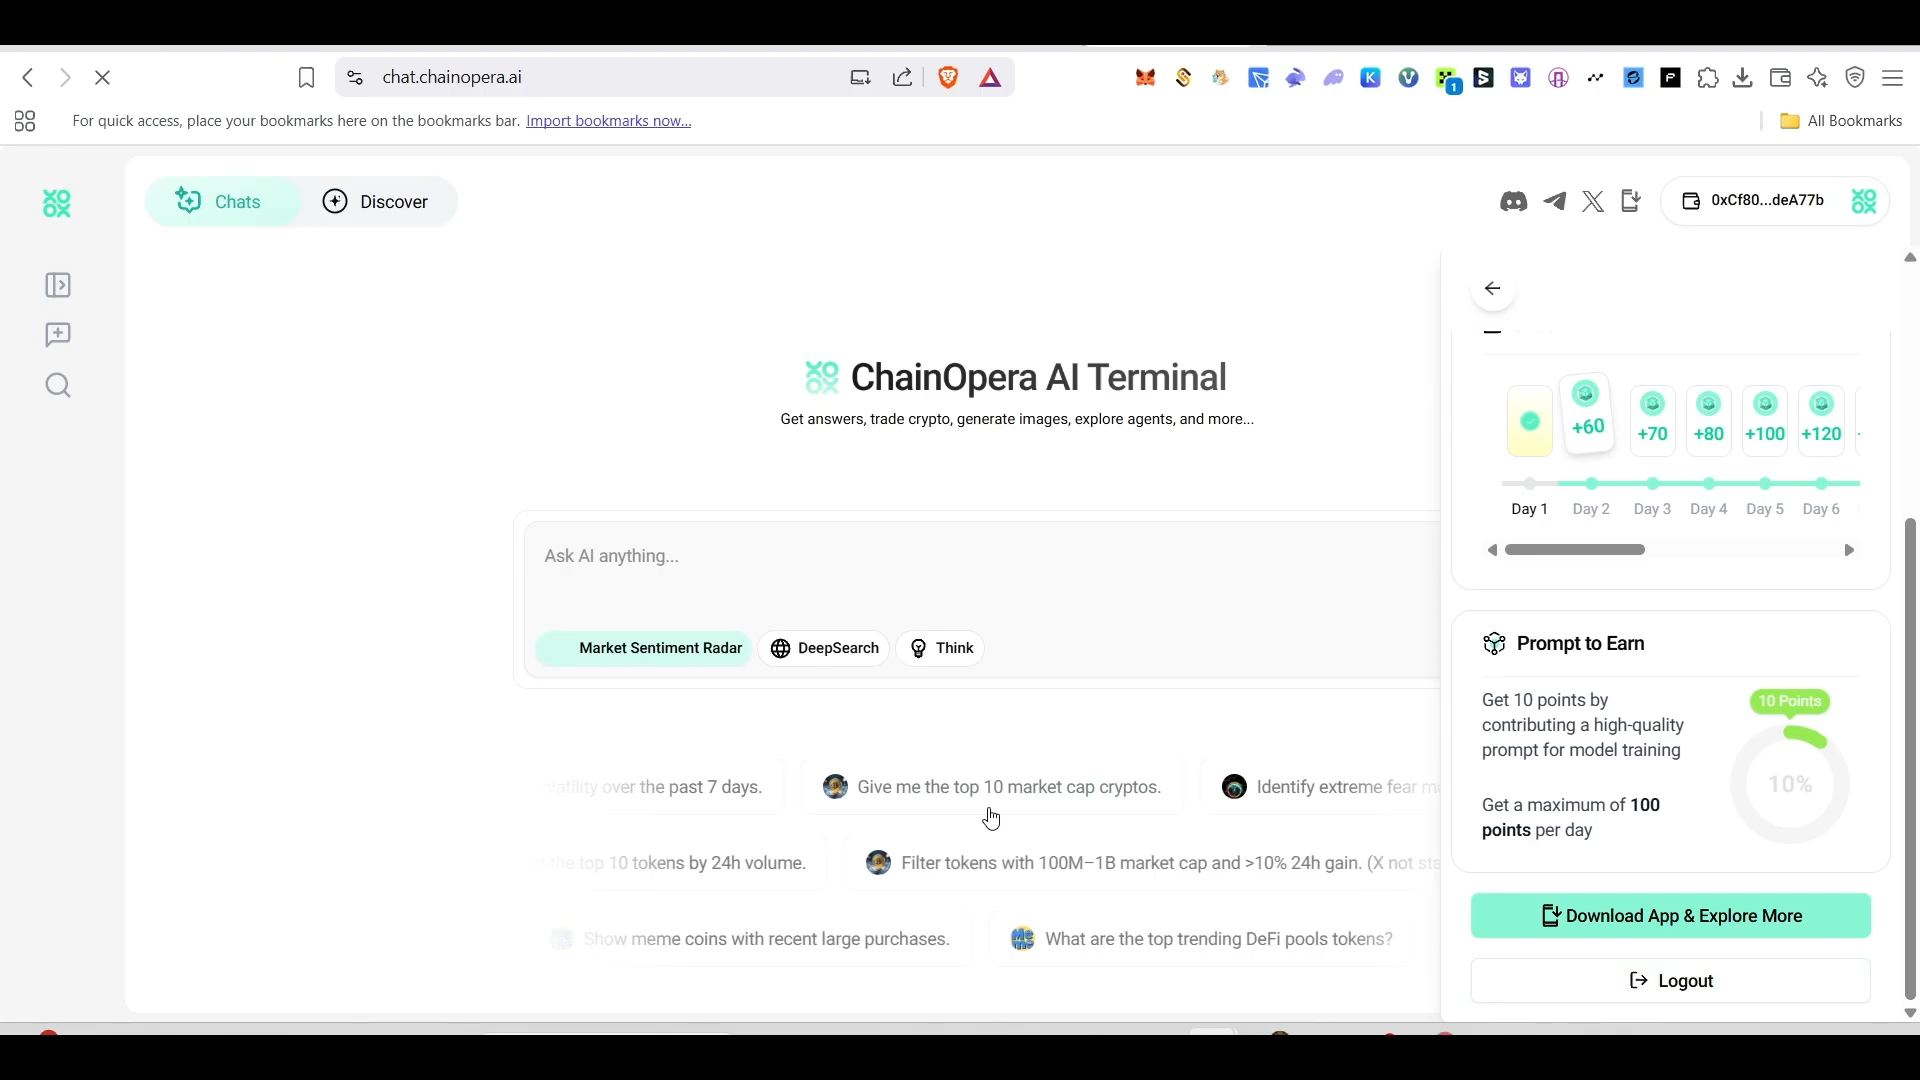 chat.chainopera.ai
1
For quick access, place your bookmarks here on the bookmarks bar. Import bookmarks now...
All Bookmarks
Chats
Discover
0xCf80...deA77b
ChainOpera AI Terminal
Get answers, trade crypto, generate images, explore agents, and more...
Ask AI anything...
Market Sentiment Radar
DeepSearch
Think
over the past 7 days.
Give me the top 10 market cap cryptos.
Identify extreme fear
the top 10 tokens by 24h volume.
Filter tokens with 100M–1B market cap and >10% 24h gain. (X not
Show meme coins with recent large purchases.
What are the top trending DeFi pools tokens?
+60
+70
+80
+100
+120
Day 1
Day 2
Day 3
Day 4
Day 5
Day 6
Prompt to Earn
Get 10 points by
contributing a high-quality
prompt for model training
10 Points
10%
Get a maximum of 100
points per day
Download App & Explore More
Logout